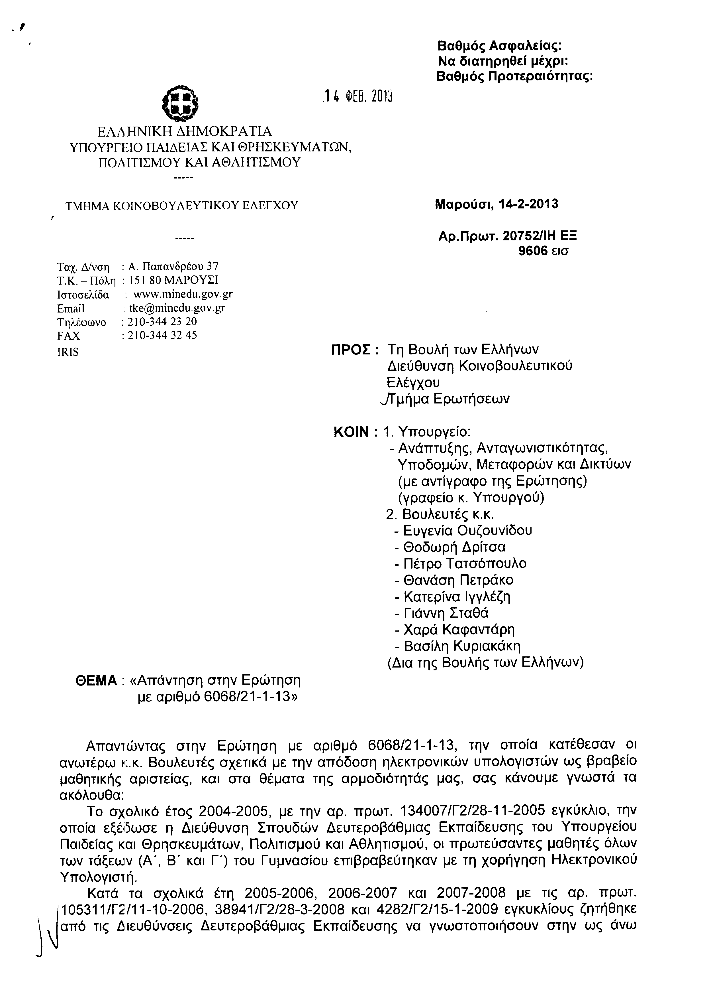 Βαθμός Ασφαλείας:
Να διατηρηθεί μέχρι:
Βαθμός Προτεραιότητας:
14 ΦΕΒ. 2013
ΕΛΛΗΝΙΚΗ ΔΗΜΟΚΡΑΤΙΑ
ΥΠΟΥΡΓΕΙΟ ΠΑΙΔΕΙΑΣ ΚΑΙ ΘΡΗΣΚΕΥΜΑΤΩΝ,
ΠΟΛΙΤΙΣΜΟΥ ΚΑΙ ΑΘΛΗΤΙΣΜΟΥ
-----
ΤΜΗΜΑ ΚΟΙΝΟΒΟΥΛΕΥΤΙΚΟΥ ΕΛΕΓΧΟΥ
-----
Μαρούσι, 14-2-2013
Αρ.Πρωτ. 20752/ΙΗ ΕΞ
9606 εισ
Ταχ. Δ/νση : Α. Παπανδρέου 37
Τ.Κ. – Πόλη : 151 80 ΜΑΡΟΥΣΙ
Ιστοσελίδα : www.minedu.gov.gr
Email : tke@minedu.gov.gr
Τηλέφωνο : 210-344 23 20
FAX : 210-344 32 45
IRIS
ΠΡΟΣ : Τη Βουλή των Ελλήνων
Διεύθυνση Κοινοβουλευτικού
Ελέγχου
Τμήμα Ερωτήσεων
ΚΟΙΝ : 1. Υπουργείο:
- Ανάπτυξης, Ανταγωνιστικότητας,
Υποδομών, Μεταφορών και Δικτύων
(με αντίγραφο της Ερώτησης)
(γραφείο κ. Υπουργού)
2. Βουλευτές κ.κ.
- Ευγενία Ουζουνίδου
- Θοδωρή Δρίτσα
- Πέτρο Τατσόπουλο
- Θανάση Πετράκο
- Κατερίνα Ιγγλέζη
- Γιάννη Σταθά
- Χαρά Καφαντάρη
- Βασίλη Κυριακάκη
(Δια της Βουλής των Ελλήνων)
ΘΕΜΑ : «Απάντηση στην Ερώτηση
με αριθμό 6068/21-1-13»
Απαντώντας στην Ερώτηση με αριθμό 6068/21-1-13, την οποία κατέθεσαν οι
ανωτέρω κ.κ. Βουλευτές σχετικά με την απόδοση ηλεκτρονικών υπολογιστών ως βραβείο
μαθητικής αριστείας, και στα θέματα της αρμοδιότητάς μας, σας κάνουμε γνωστά τα
ακόλουθα:
Το σχολικό έτος 2004-2005, με την αρ. πρωτ. 134007/Γ2/28-11-2005 εγκύκλιο, την
οποία εξέδωσε η Διεύθυνση Σπουδών Δευτεροβάθμιας Εκπαίδευσης του Υπουργείου
Παιδείας και Θρησκευμάτων, Πολιτισμού και Αθλητισμού, οι πρωτεύσαντες μαθητές όλων
των τάξεων (Α΄, Β΄ και Γ΄) του Γυμνασίου επιβραβεύτηκαν με τη χορήγηση Ηλεκτρονικού
Υπολογιστή.
Κατά τα σχολικά έτη 2005-2006, 2006-2007 και 2007-2008 με τις αρ. πρωτ.
105311/Γ2/11-10-2006, 38941/Γ2/28-3-2008 και 4282/Γ2/15-1-2009 εγκυκλίους ζητήθηκε
από τις Διευθύνσεις Δευτεροβάθμιας Εκπαίδευσης να γνωστοποιήσουν στην ως άνω